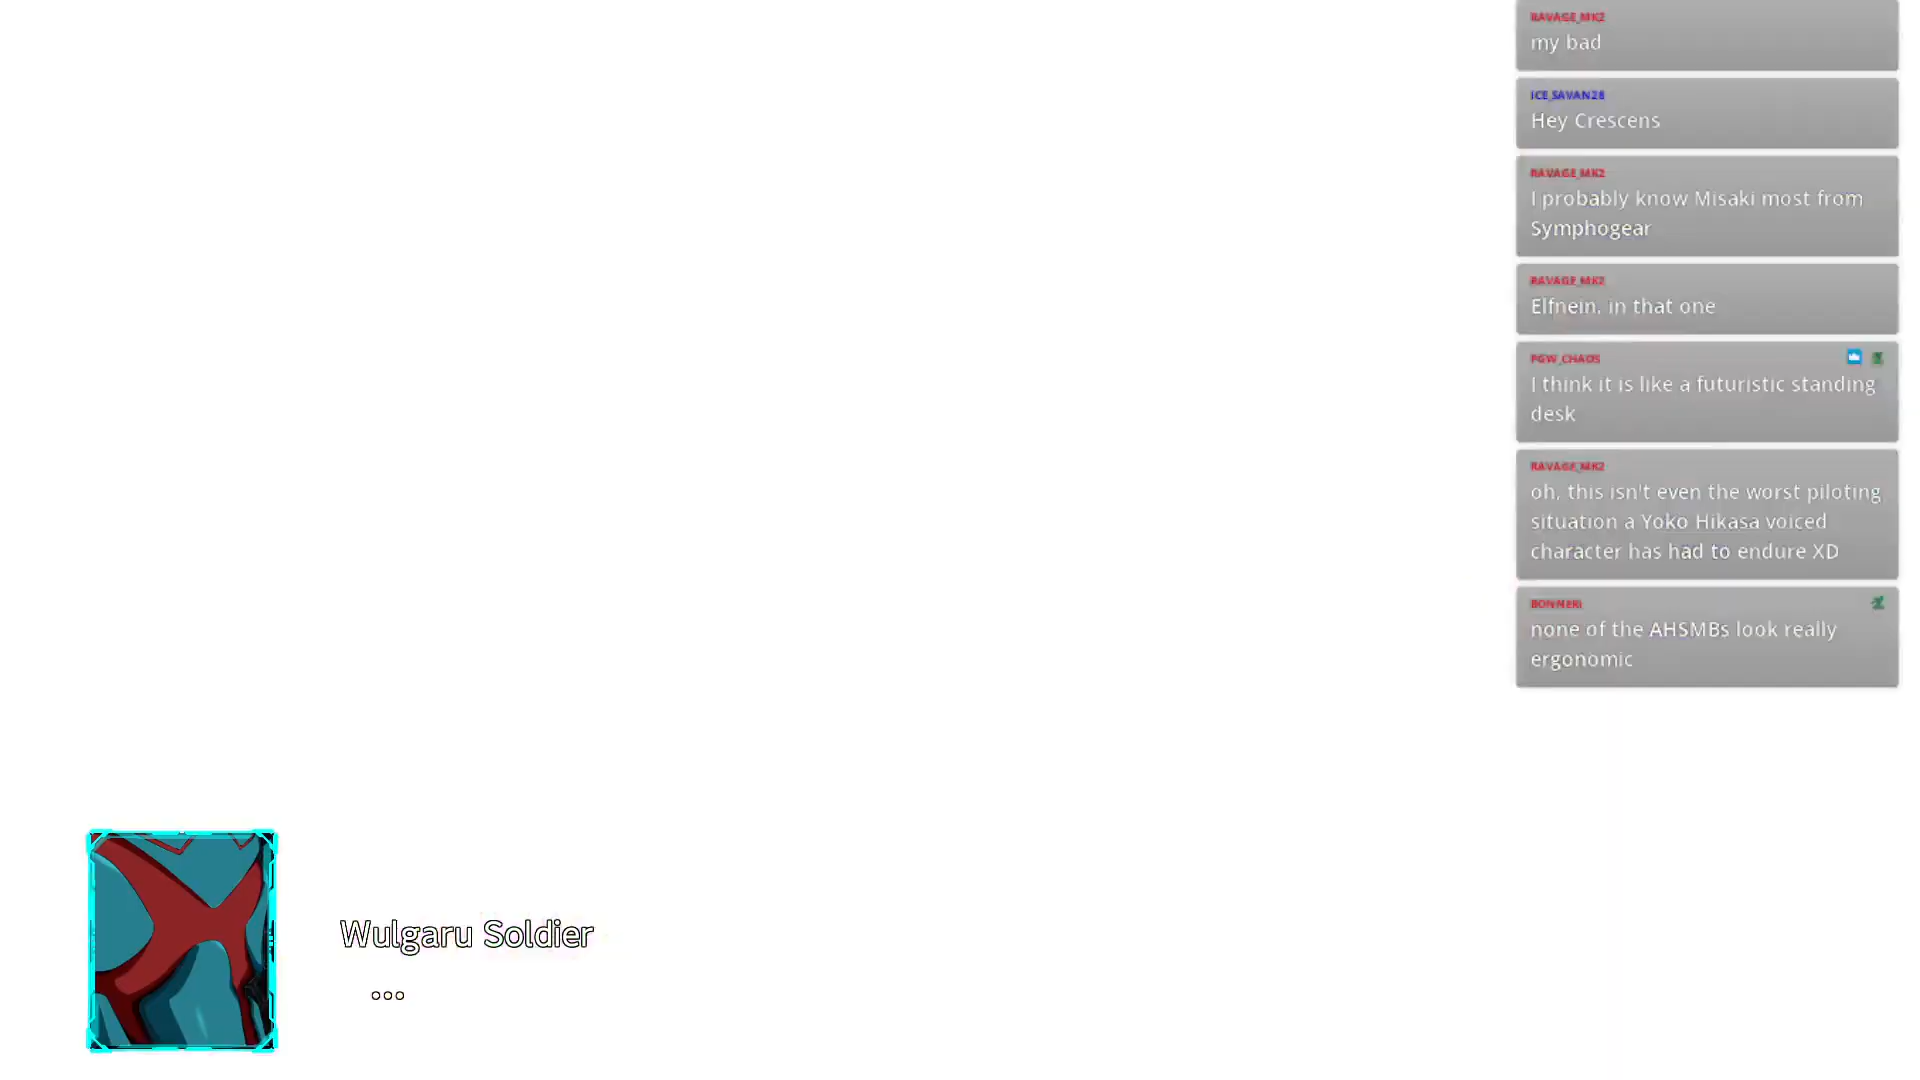 RAVAGE_MK2
my bad
ICE_SAVAN28
Hey Crescens
RAVAGE_MK2
I probably know Misaki most from
Symphogear
RAVAGE_MK2
Elfnein, in that one
PGW_CHAOS
I think it is like a futuristic standing
desk
RAVAGE_MK2
oh, this isn't even the worst piloting
situation a Yoko Hikasa voiced
character has had to endure XD
BONMERI
none of the AHSMBs look really
ergonomic
Wulgaru Soldier
...